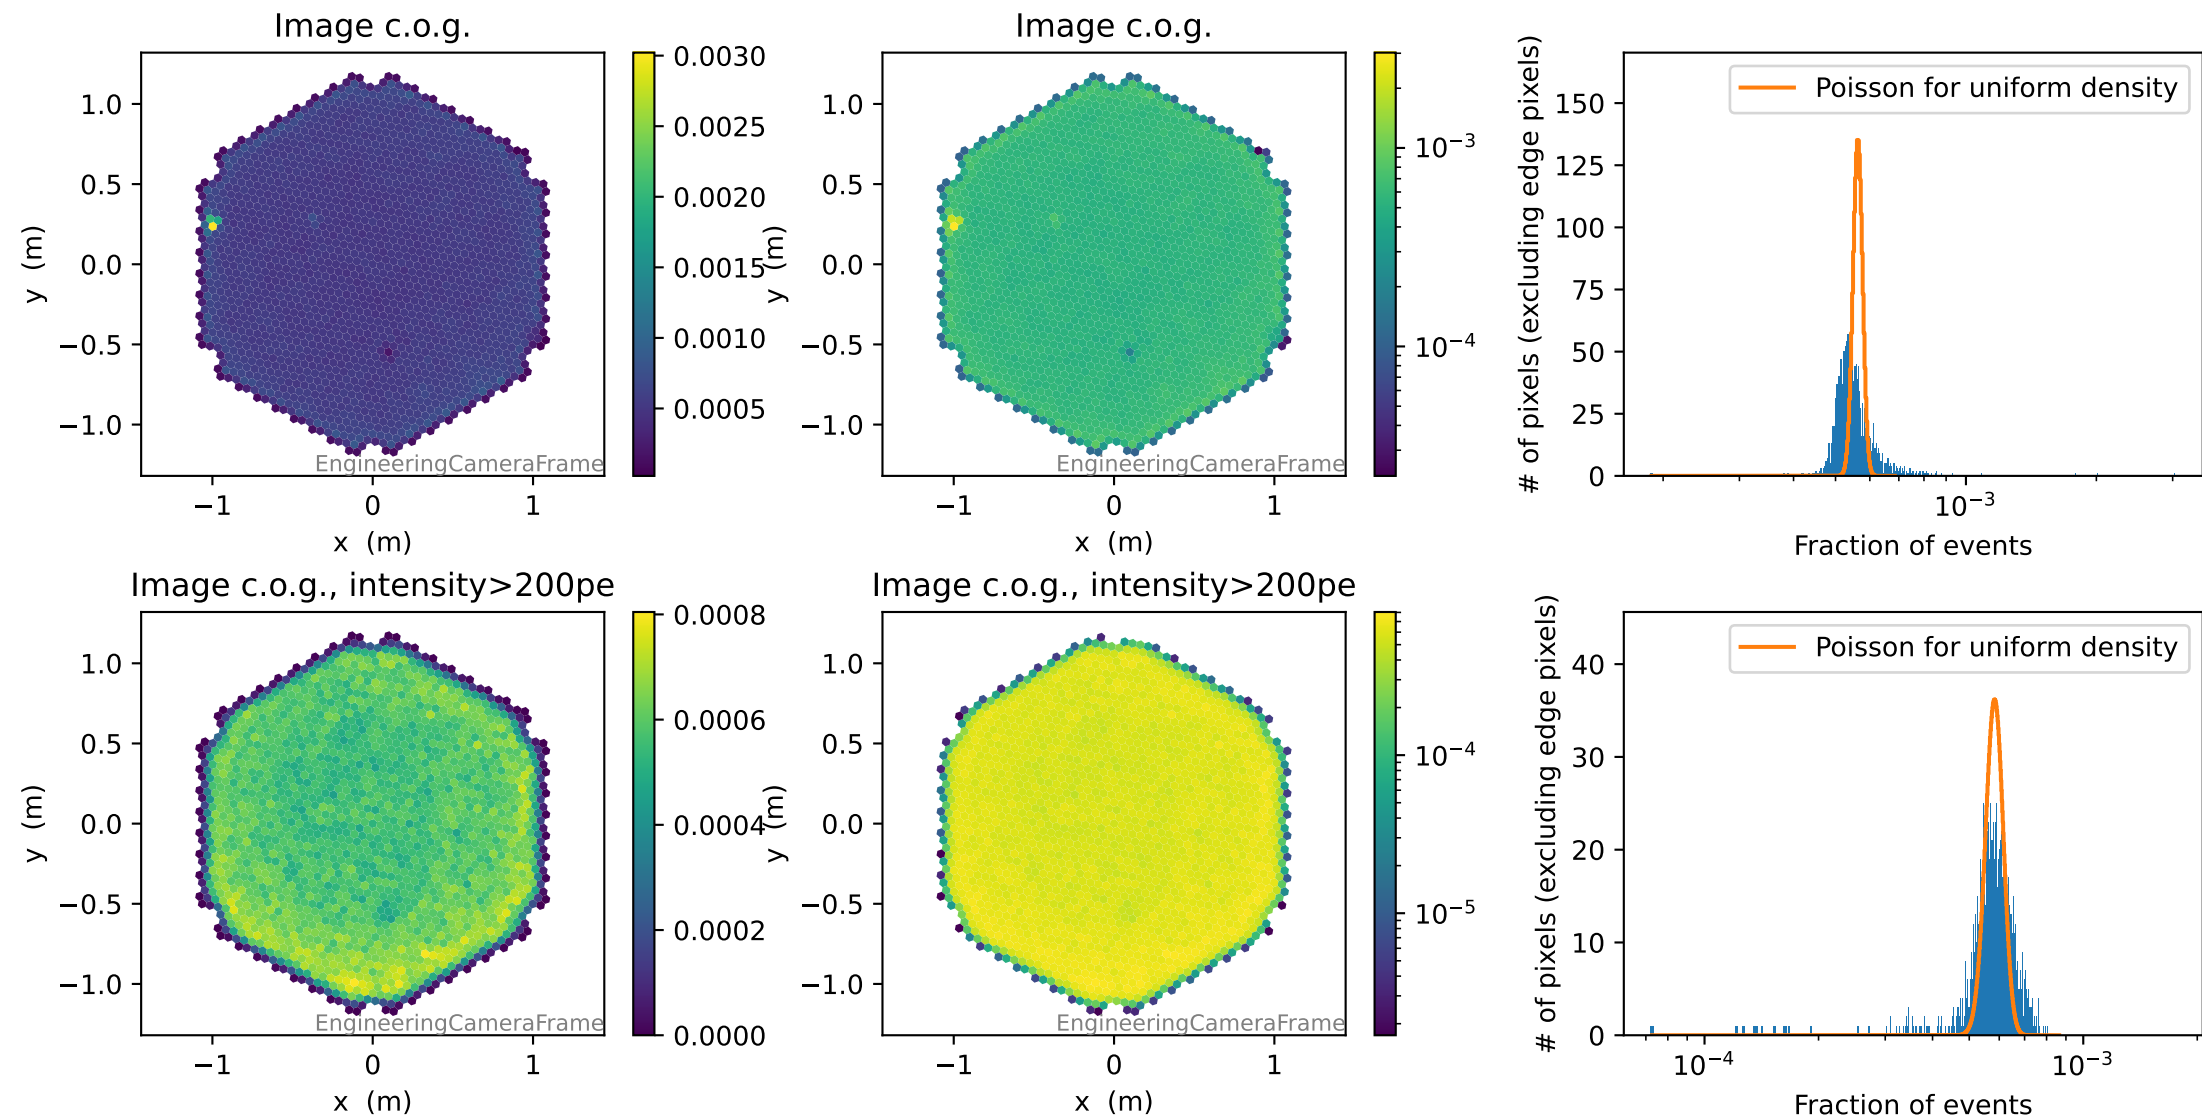 Image c.o.g.
1.0
0.5
0.0
−0.5
−1.0
y (m)
−1 0 1
x (m)
EngineeringCameraFrame
0.0030
0.0025
0.0020
0.0015
0.0010
0.0005
Image c.o.g.
1.0
0.5
0.0
−0.5
−1.0
y (m)
−1 0 1
x (m)
EngineeringCameraFrame
10⁻³
10⁻⁴
Poisson for uniform density
# of pixels (excluding edge pixels)
150
125
100
75
50
25
0
10⁻³
Fraction of events
Image c.o.g., intensity>200pe
1.0
0.5
0.0
−0.5
−1.0
y (m)
−1 0 1
x (m)
EngineeringCameraFrame
0.0008
0.0006
0.0004
0.0002
0.0000
Image c.o.g., intensity>200pe
1.0
0.5
0.0
−0.5
−1.0
y (m)
−1 0 1
x (m)
EngineeringCameraFrame
10⁻⁴
10⁻⁵
Poisson for uniform density
# of pixels (excluding edge pixels)
40
30
20
10
0
10⁻⁴ 10⁻³
Fraction of events